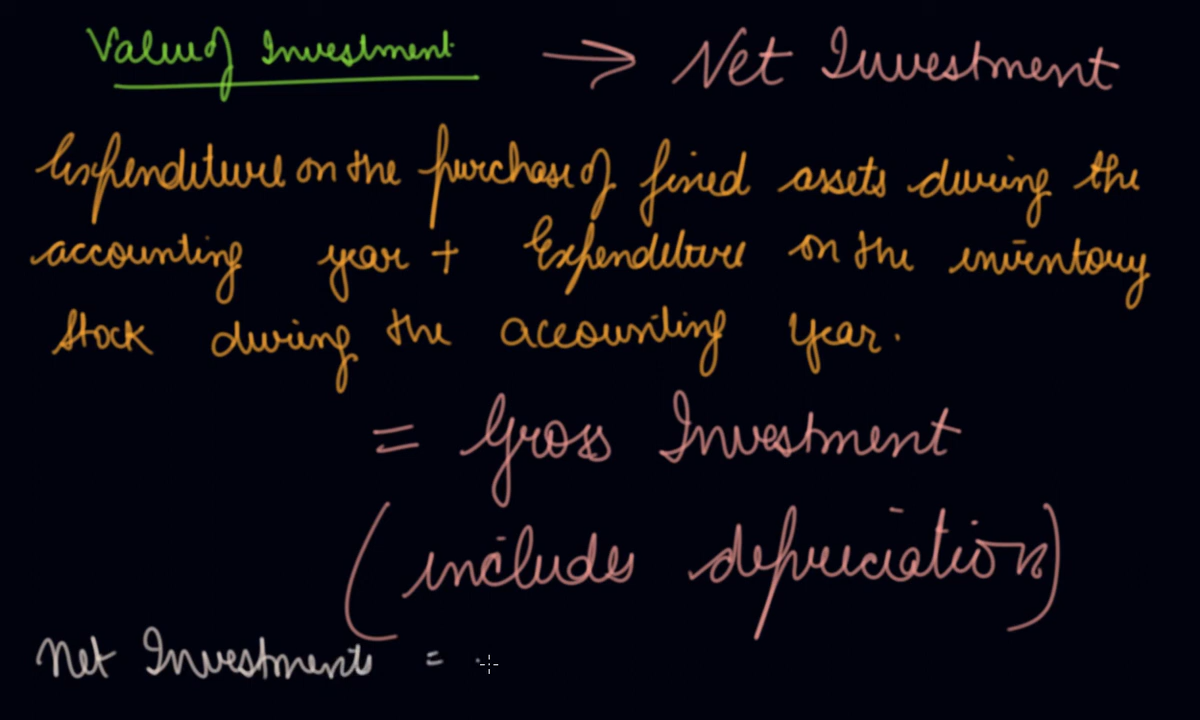 Value of Investment → Net Investment
Expenditure on the purchase of fixed assets during the
accounting year + Expenditure on the inventory
stock during the accounting year.
= Gross Investment
(includes depreciation)
Net Investment =